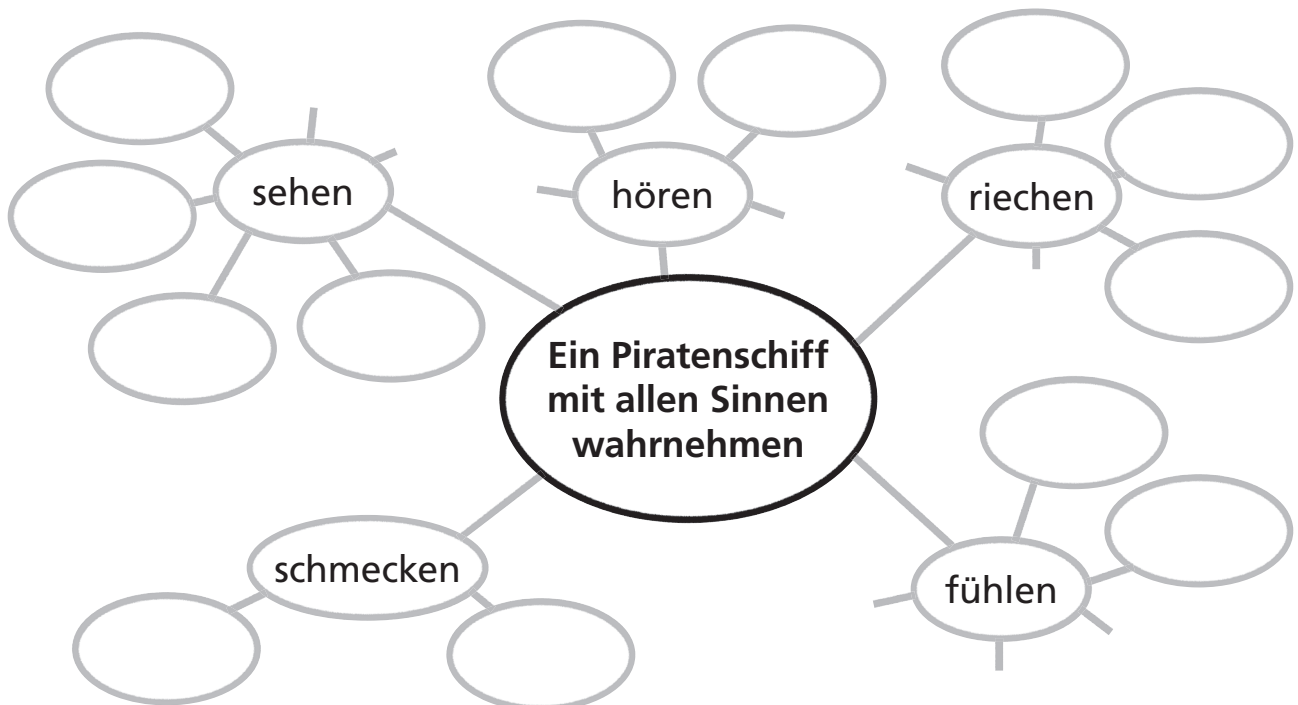 sehen
hören
riechen
Ein Piratenschiff
mit allen Sinnen
wahrnehmen
schmecken
fühlen